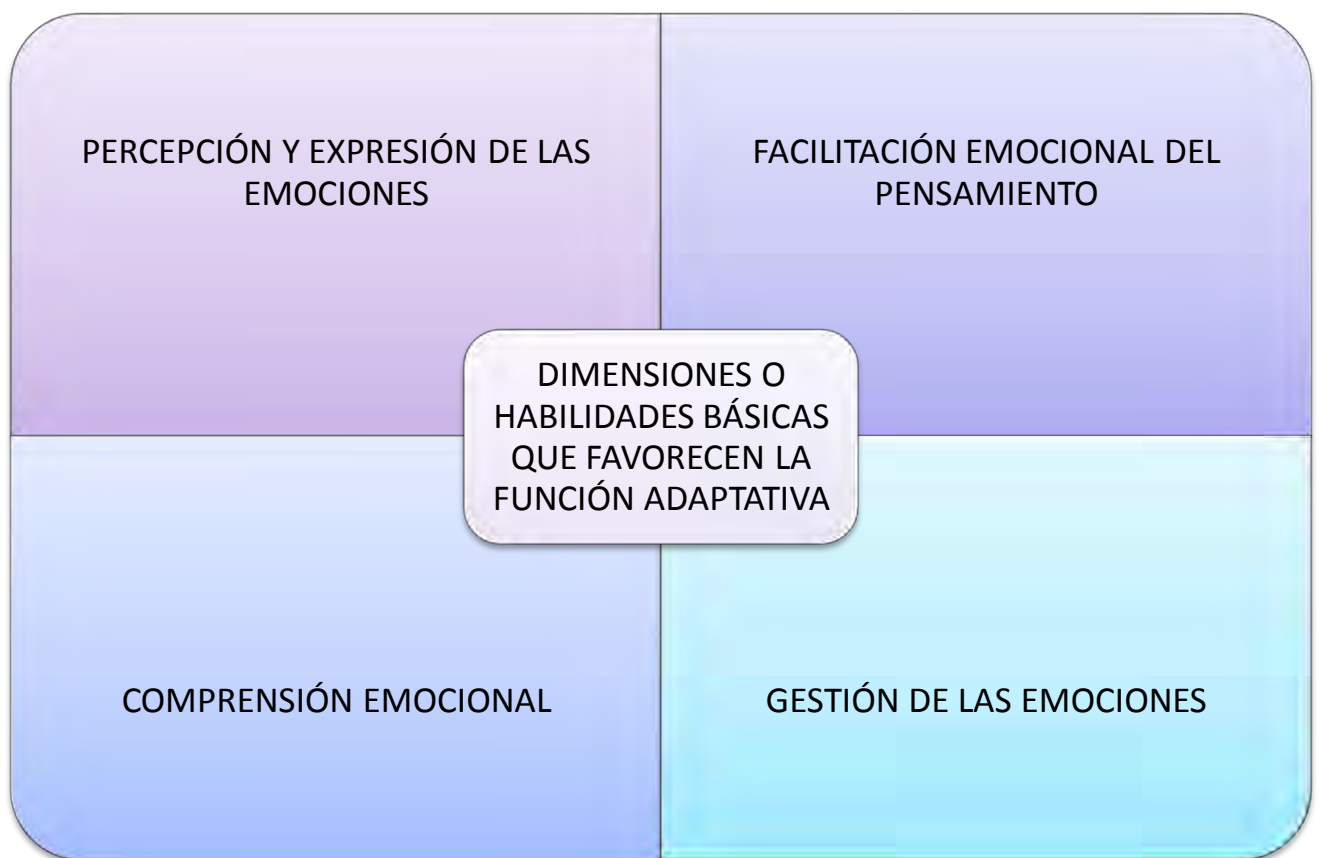 PERCEPCIÓN Y EXPRESIÓN DE LAS
EMOCIONES
FACILITACIÓN EMOCIONAL DEL
PENSAMIENTO
DIMENSIONES O
HABILIDADES BÁSICAS
QUE FAVORECEN LA
FUNCIÓN ADAPTATIVA
COMPRENSIÓN EMOCIONAL
GESTIÓN DE LAS EMOCIONES